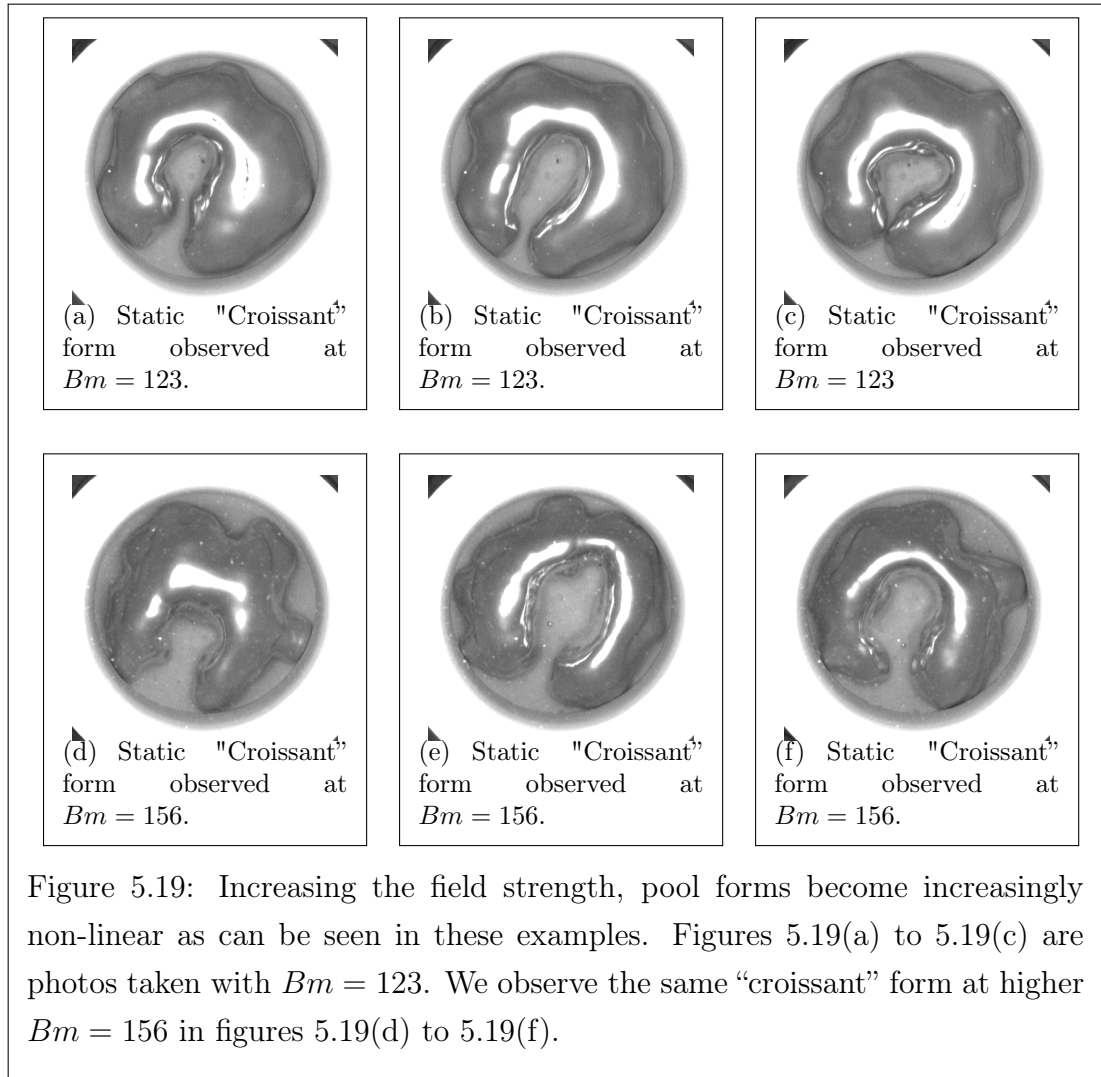 (a) Static "Croissant”
form observed at
Bm = 123.
(b) Static "Croissant”
form observed at
Bm = 123.
(c) Static "Croissant”
form observed at
Bm = 123
(d) Static "Croissant”
form observed at
Bm = 156.
(e) Static "Croissant”
form observed at
Bm = 156.
(f) Static "Croissant”
form observed at
Bm = 156.
Figure 5.19: Increasing the field strength, pool forms become increasingly
non-linear as can be seen in these examples. Figures 5.19(a) to 5.19(c) are
photos taken with Bm = 123. We observe the same “croissant” form at higher
Bm = 156 in figures 5.19(d) to 5.19(f).